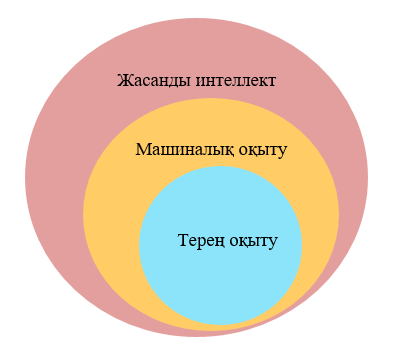 Жасанды интеллект
Машиналық оқыту
Терең оқыту